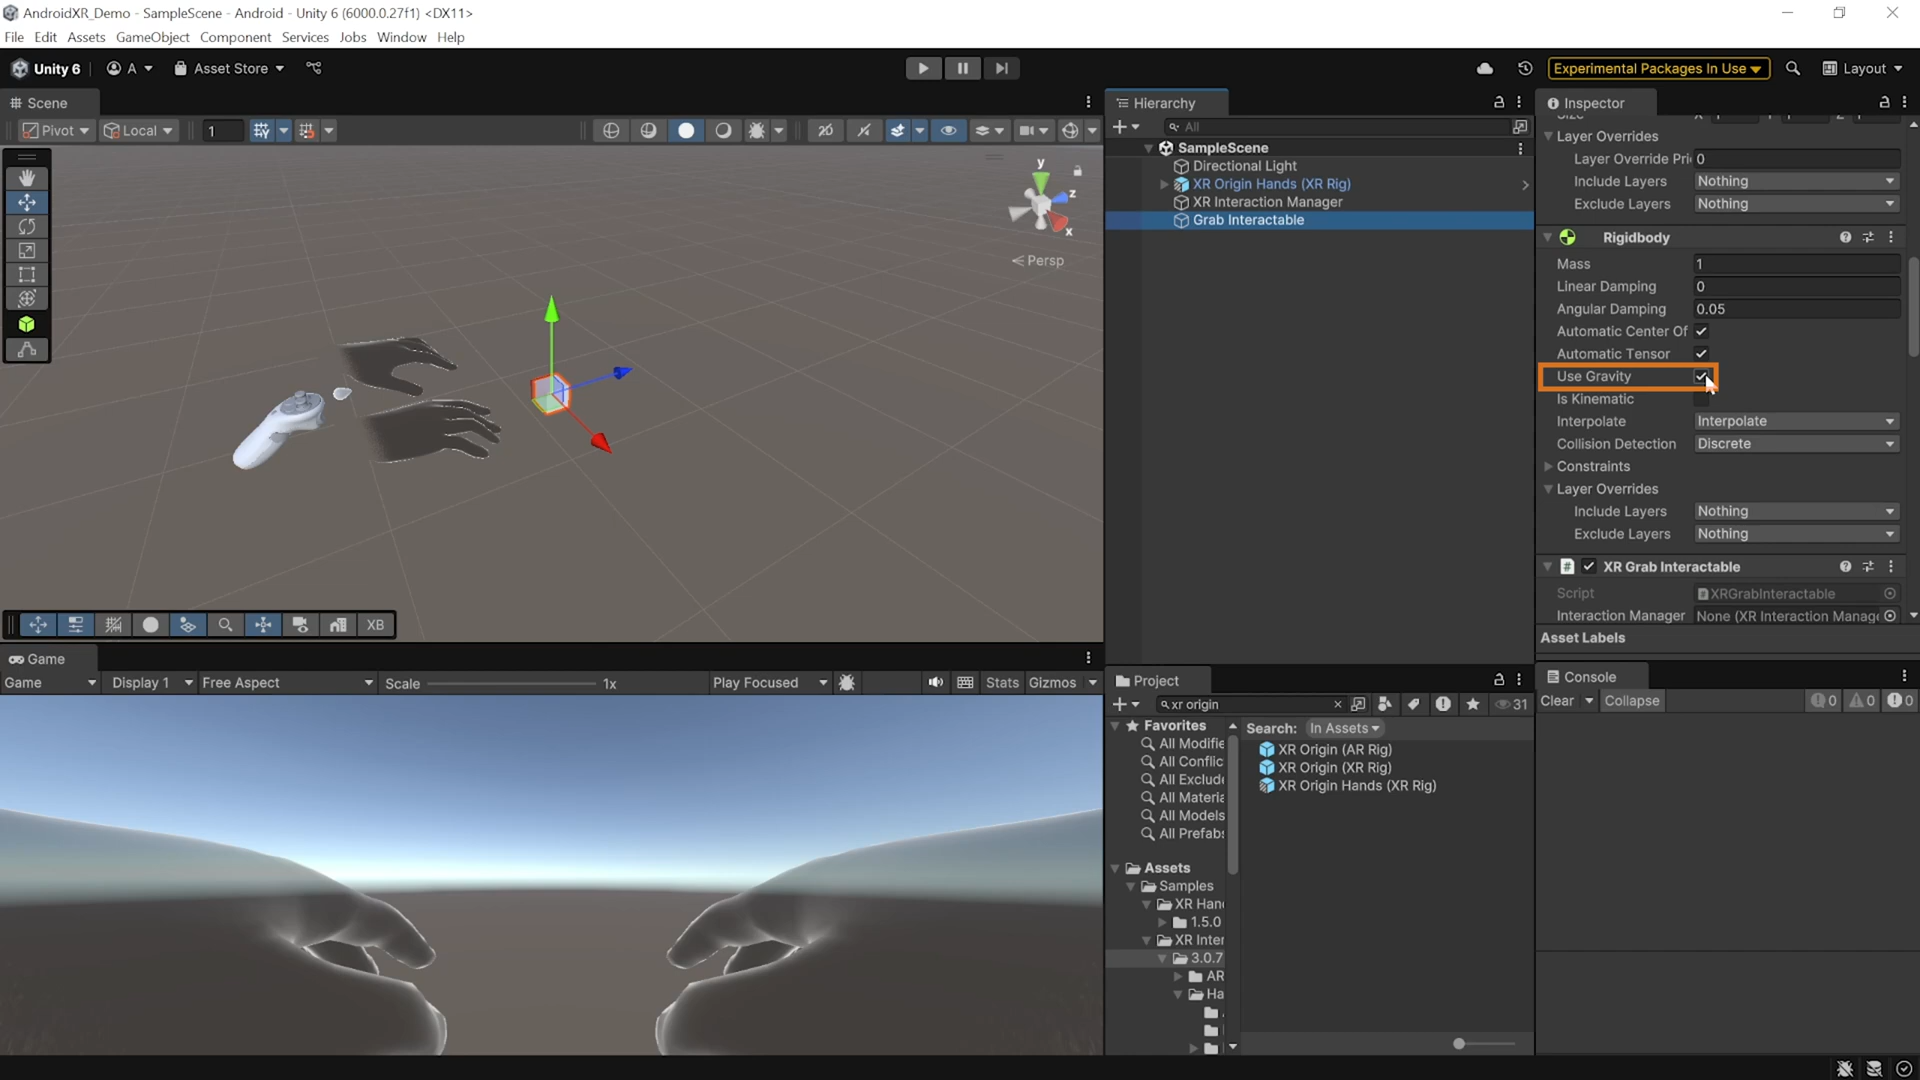 AndroidXR_Demo - SampleScene - Android - Unity 6 (6000.0.27f1) <DX11>
File Edit Assets GameObject Component Services Jobs Window Help
Unity 6 A Asset Store Experimental Packages In Use Layout
Scene
Pivot Local 1 2D
y
z
x
Persp
XB
Game
Game Display 1 Free Aspect Scale 1x Play Focused Stats Gizmos
Hierarchy
All
SampleScene
Directional Light
XR Origin Hands (XR Rig)
XR Interaction Manager
Grab Interactable
Project
xr origin 31
Favorites
All Modifie
All Conflic
All Exclude
All Materia
All Models
All Prefabs
Assets
Samples
XR Han
1.5.0
XR Inter
3.0.7
AR
Ha
Search: In Assets
XR Origin (AR Rig)
XR Origin (XR Rig)
XR Origin Hands (XR Rig)
Inspector
Layer Overrides
Layer Override Pri 0
Include Layers Nothing
Exclude Layers Nothing
Rigidbody
Mass 1
Linear Damping 0
Angular Damping 0.05
Automatic Center Of
Automatic Tensor
Use Gravity
Is Kinematic
Interpolate Interpolate
Collision Detection Discrete
Constraints
Layer Overrides
Include Layers Nothing
Exclude Layers Nothing
# XR Grab Interactable
Script XRGrabInteractable
Interaction Manager None (XR Interaction Manage
Asset Labels
Console
Clear Collapse 0 0 0